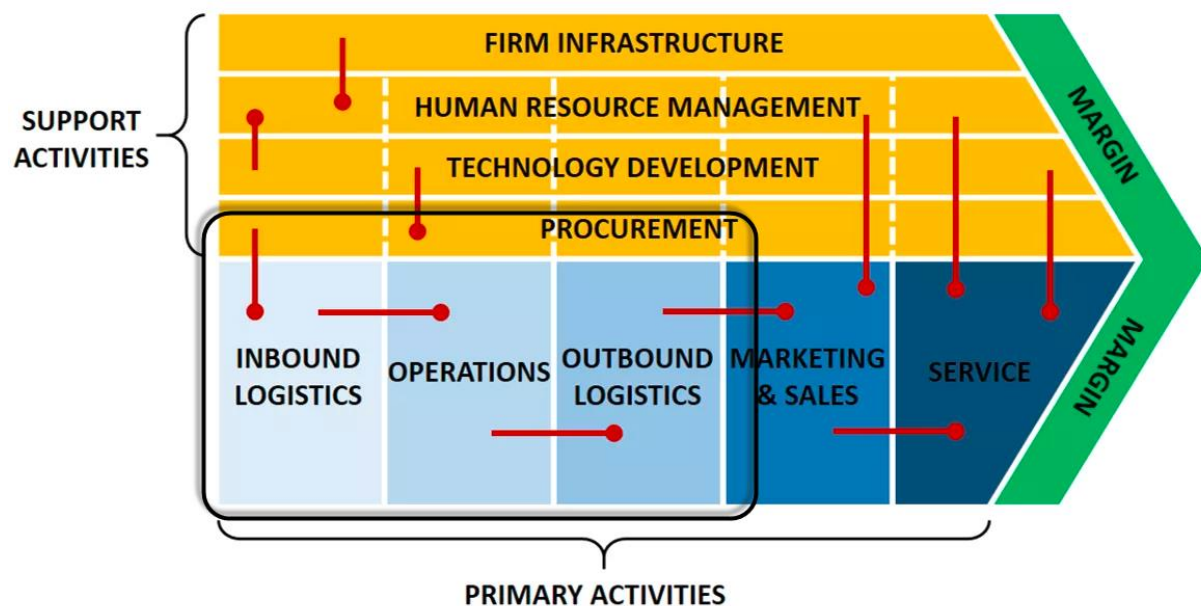 FIRM INFRASTRUCTURE
HUMAN RESOURCE MANAGEMENT
SUPPORT
ACTIVITIES
TECHNOLOGY DEVELOPMENT
PROCUREMENT
MARGIN
INBOUND
LOGISTICS
OPERATIONS
OUTBOUND
LOGISTICS
MARKETING
& SALES
SERVICE
MARGIN
PRIMARY ACTIVITIES